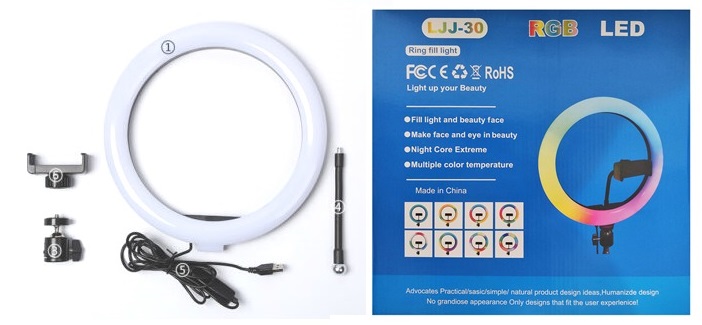 ①
⑥
④
③
⑤
LJJ-30
RGB LED
Ring fill light
FC CE RoHS
Light up your Beauty
Fill light and beauty face
Make face and eye in beauty
Night Core Extreme
Multiple color temperature
Made in China
Advocates Practical/sasic/simple/ natural product design ideas,Humanizde design
No grandiose appearance Only designs that fit the user experlenice!